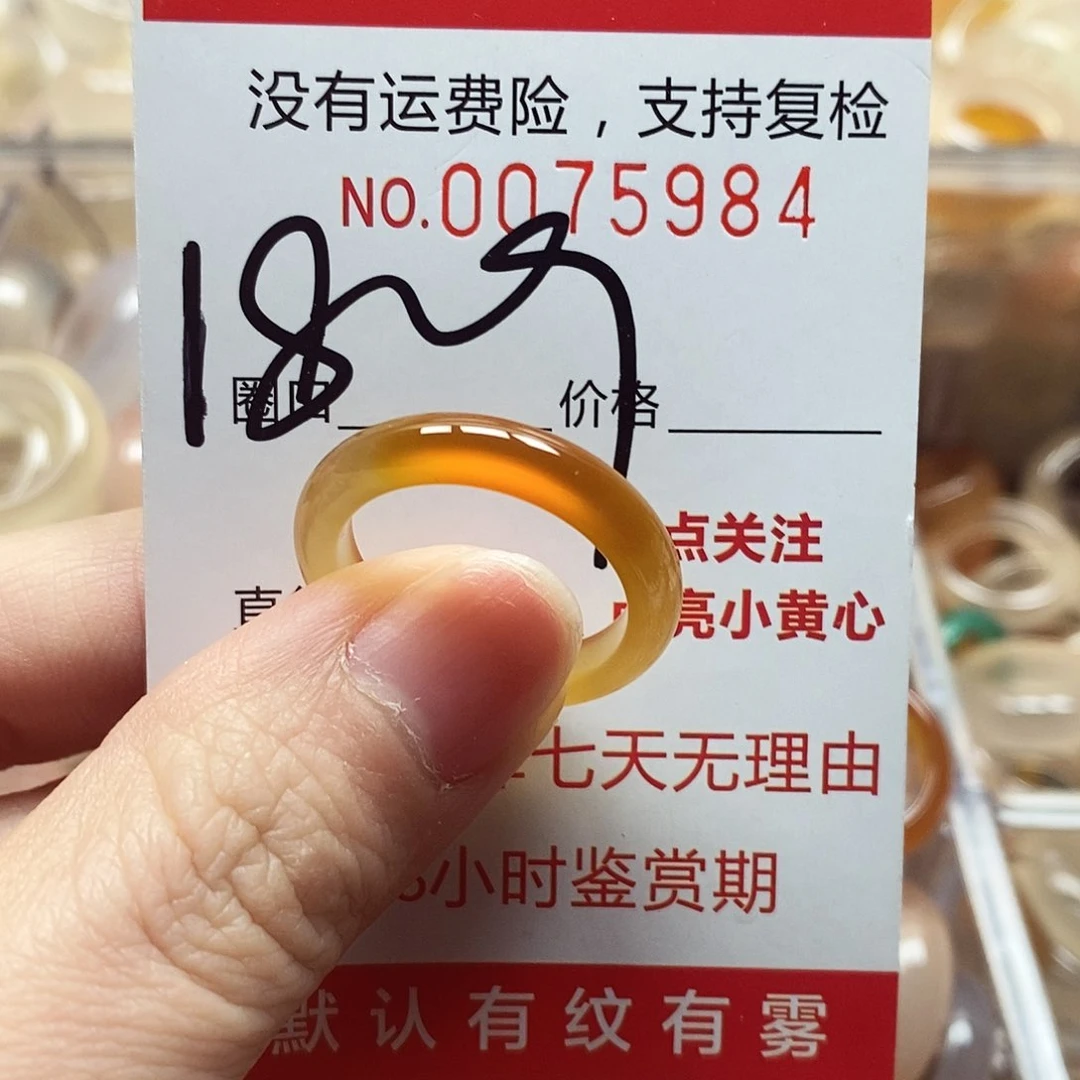 没有运费险，支持复检
NO.0075984
18
圈口 价格
点关注
亮小黄心
七天无理由
小时鉴赏期
默认有纹有雾